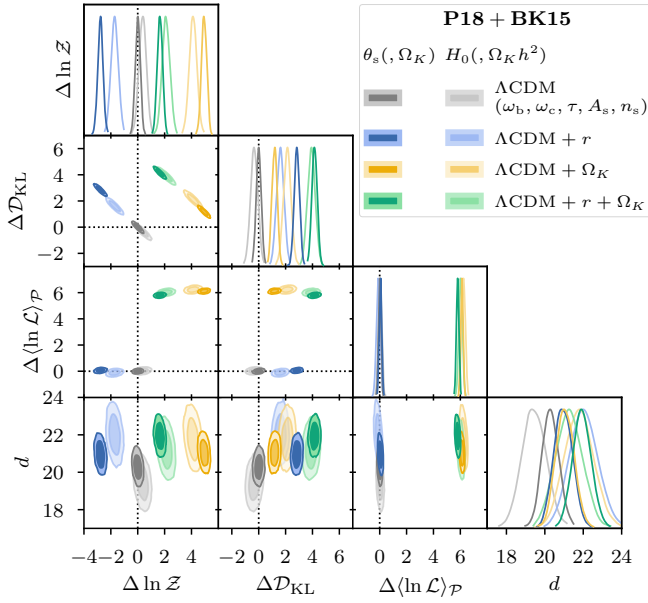 P18 + BK15
θs(, ΩK) H0(, ΩKh²)
ΛCDM
(ωb, ωc, τ, As, ns)
ΛCDM + r
ΛCDM + ΩK
ΛCDM + r + ΩK
Δ ln Z
6
4
2
0
−2
ΔDKL
6
4
2
0
Δ⟨ln L⟩P
24
22
20
18
d
−4 −2 0 2 4
−2 0 2 4 6
0 2 4 6
18 20 22 24
Δ ln Z
ΔDKL
Δ⟨ln L⟩P
d